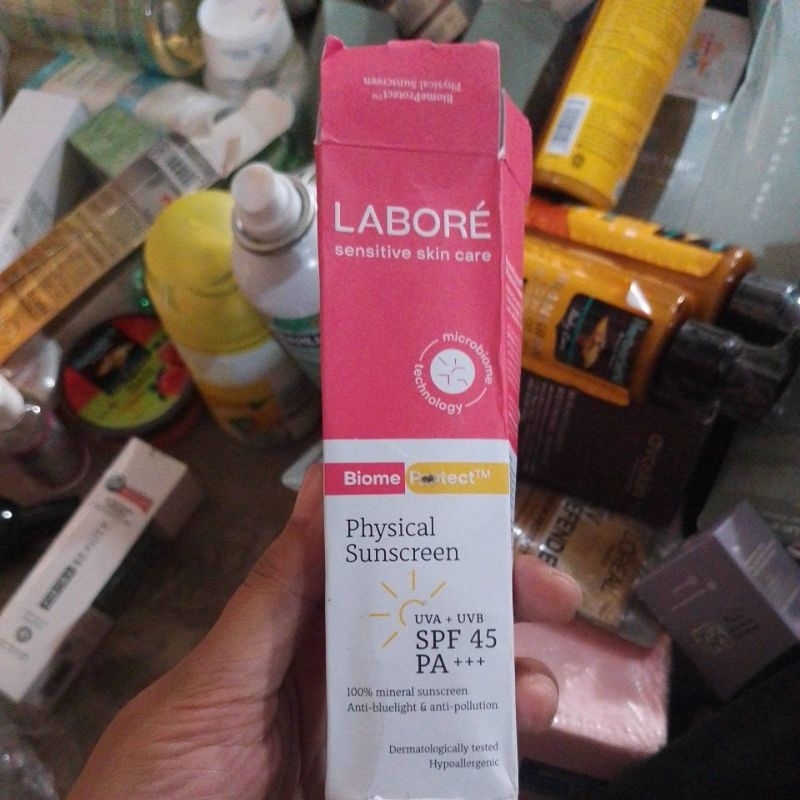 BiomeProtect™
Physical Sunscreen
LABORÉ
sensitive skin care
microbiome
technology
Biome Protect™
Physical
Sunscreen
UVA + UVB
SPF 45
PA +++
100% mineral sunscreen
Anti-bluelight & anti-pollution
Dermatologically tested
Hypoallergenic